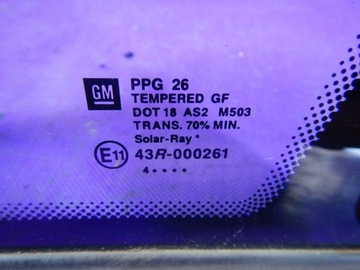 GM
PPG 26
TEMPERED GF
DOT 18 AS2 M503
TRANS. 70% MIN.
Solar-Ray*
E11 43R-000261
4 • • • •